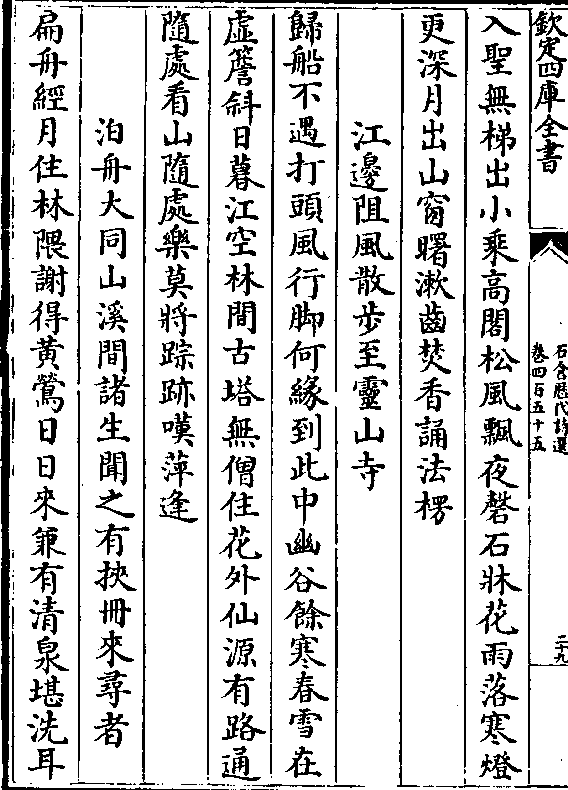 欽定四庫全書
石倉歴代詩選
卷四百五十五
二十九
入聖無梯出小乘高閣松風飄夜磬石牀花雨落寒燈
更深月出山窗曙漱齒焚香誦法楞
江邊阻風散步至靈山寺
歸船不遇打頭風行脚何緣到此中幽谷餘寒春雪在
虛簷斜日暮江空林間古塔無僧住花外仙源有路通
隨處看山隨處樂莫將踪跡嘆萍逢
泊舟大同山溪間諸生聞之有挾冊來尋者
扁舟經月住林隈謝得黃鶯日日來兼有清泉堪洗耳